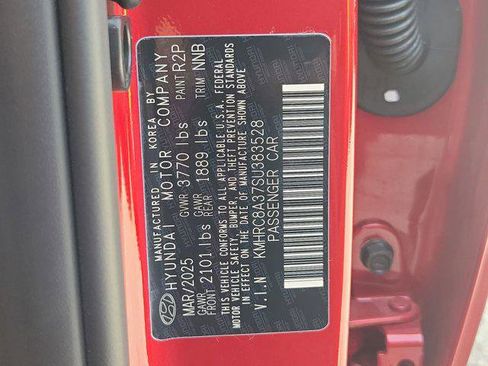 MANUFACTURED IN KOREA BY
HYUNDAI MOTOR COMPANY
MAR/2025 GVWR 3770 lbs PAINT R2P
GAWR FRONT 2101 lbs GAWR REAR 1889 lbs TRIM NNB
THIS VEHICLE CONFORMS TO ALL APPLICABLE U.S.A. FEDERAL
MOTOR VEHICLE SAFETY, BUMPER, AND THEFT PREVENTION STANDARDS
IN EFFECT ON THE DATE OF MANUFACTURE SHOWN ABOVE
V.I.N KMHRC8A37SU383528
PASSENGER CAR